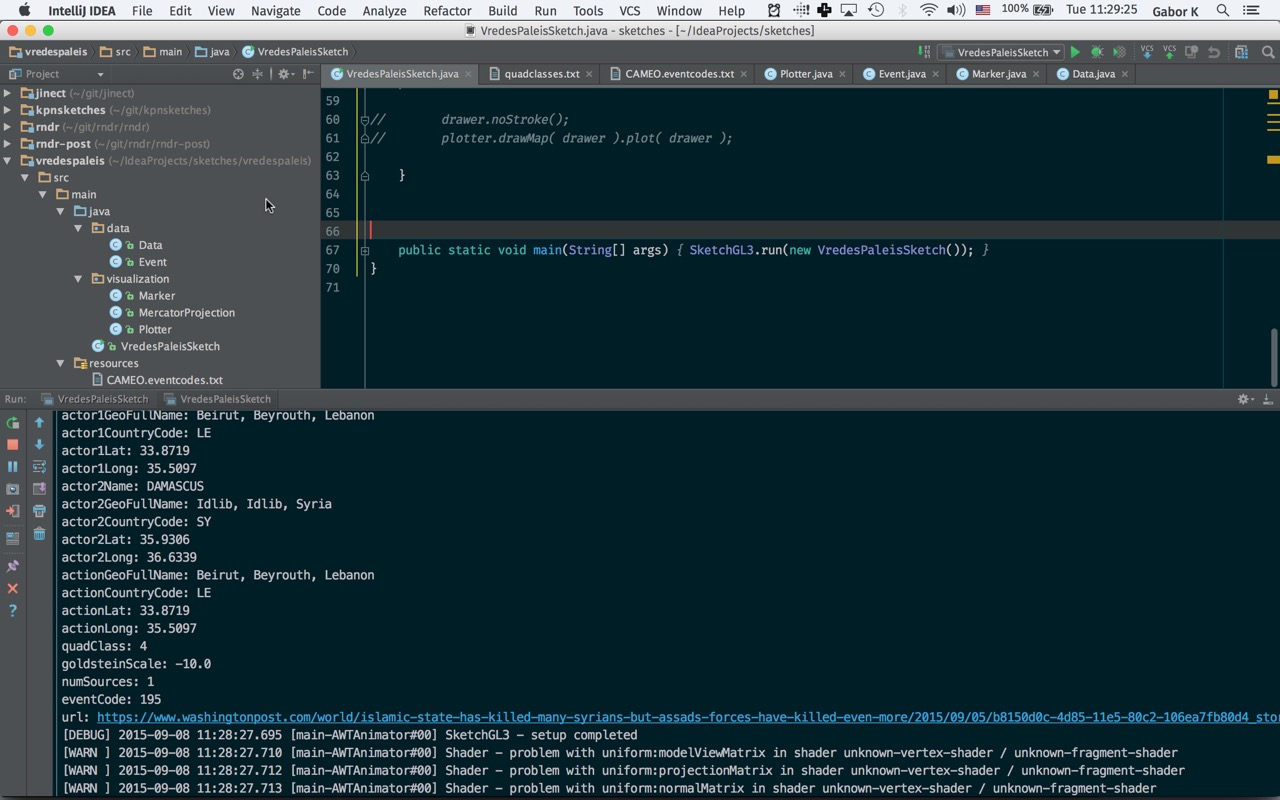 IntelliJ IDEA File Edit View Navigate Code Analyze Refactor Build Run Tools VCS Window Help 100% Tue 11:29:25 Gabor K
VredesPaleisSketch.java - sketches - [~/IdeaProjects/sketches]
vredespaleis src main java VredesPaleisSketch VredesPaleisSketch VCS VCS
Project VredesPaleisSketch.java quadclasses.txt CAMEO.eventcodes.txt Plotter.java Event.java Marker.java Data.java
jinect (~/git/jinect)
kpnsketches (~/git/kpnsketches)
rndr (~/git/rndr/rndr)
rndr-post (~/git/rndr/rndr-post)
vredespaleis (~/IdeaProjects/sketches/vredespaleis)
src
main
java
data
Data
Event
visualization
Marker
MercatorProjection
Plotter
VredesPaleisSketch
resources
CAMEO.eventcodes.txt
59
60 // drawer.noStroke();
61 // plotter.drawMap( drawer ).plot( drawer );
62
63 }
64
65
66
67 public static void main(String[] args) { SketchGL3.run(new VredesPaleisSketch()); }
70 }
71
Run: VredesPaleisSketch VredesPaleisSketch
actor1GeoFullName: Beirut, Beyrouth, Lebanon
actor1CountryCode: LE
actor1Lat: 33.8719
actor1Long: 35.5097
actor2Name: DAMASCUS
actor2GeoFullName: Idlib, Idlib, Syria
actor2CountryCode: SY
actor2Lat: 35.9306
actor2Long: 36.6339
actionGeoFullName: Beirut, Beyrouth, Lebanon
actionCountryCode: LE
actionLat: 33.8719
actionLong: 35.5097
quadClass: 4
goldsteinScale: -10.0
numSources: 1
eventCode: 195
url: https://www.washingtonpost.com/world/islamic-state-has-killed-many-syrians-but-assads-forces-have-killed-even-more/2015/09/05/b8150d0c-4d85-11e5-80c2-106ea7fb80d4_sto
[DEBUG] 2015-09-08 11:28:27.695 [main-AWTAnimator#00] SketchGL3 - setup completed
[WARN ] 2015-09-08 11:28:27.710 [main-AWTAnimator#00] Shader - problem with uniform:modelViewMatrix in shader unknown-vertex-shader / unknown-fragment-shader
[WARN ] 2015-09-08 11:28:27.712 [main-AWTAnimator#00] Shader - problem with uniform:projectionMatrix in shader unknown-vertex-shader / unknown-fragment-shader
[WARN ] 2015-09-08 11:28:27.713 [main-AWTAnimator#00] Shader - problem with uniform:normalMatrix in shader unknown-vertex-shader / unknown-fragment-shader